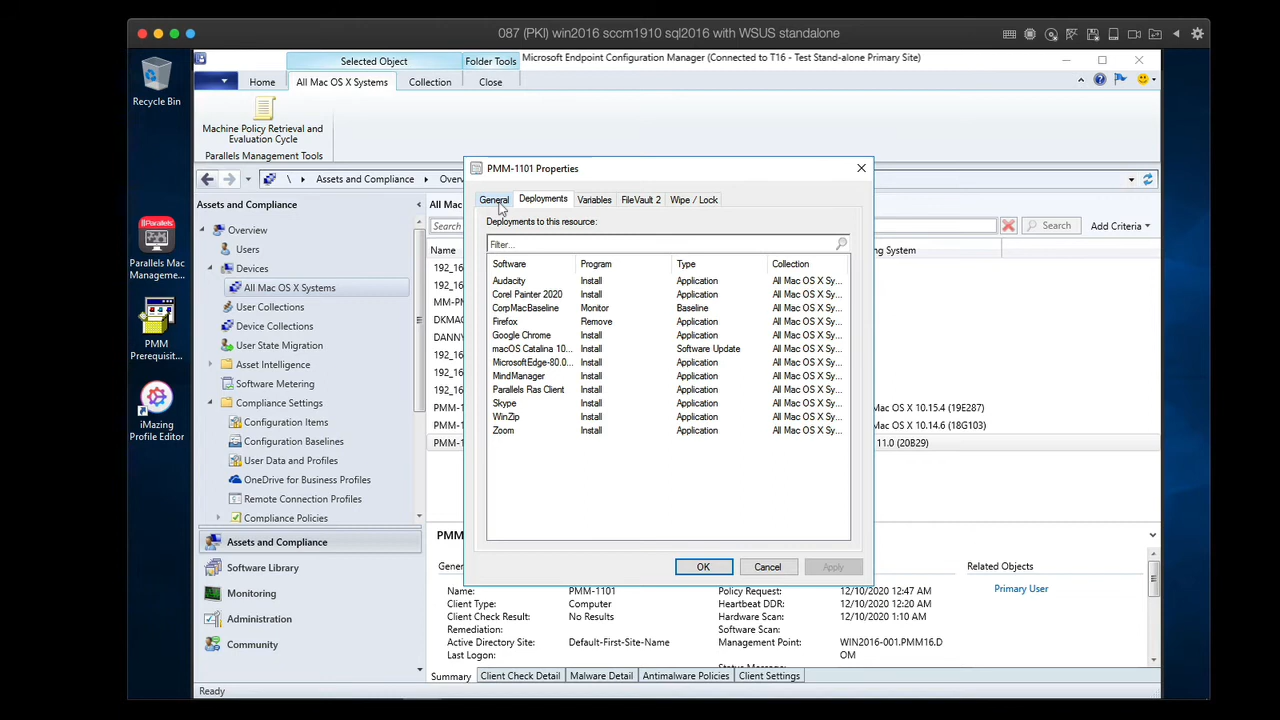 087 (PKI) win2016 sccm1910 sql2016 with WSUS standalone
Recycle Bin
Parallels
Parallels Mac
Manageme...
PMM
Prerequisit...
iMazing
Profile Editor
Selected Object
Folder Tools
Microsoft Endpoint Configuration Manager (Connected to T16 - Test Stand-alone Primary Site)
Home
All Mac OS X Systems
Collection
Close
Machine Policy Retrieval and
Evaluation Cycle
Parallels Management Tools
\ Assets and Compliance
Assets and Compliance
Overview
Users
Devices
All Mac OS X Systems
User Collections
Device Collections
User State Migration
Asset Intelligence
Software Metering
Compliance Settings
Configuration Items
Configuration Baselines
User Data and Profiles
OneDrive for Business Profiles
Remote Connection Profiles
Compliance Policies
Assets and Compliance
Software Library
Monitoring
Administration
Community
Ready
All Mac
Search
Search
Add Criteria
Name
192_16
192_16
MM-PM
DKMAC
DANNY
192_16
192_16
192_16
Mac OS X 10.15.4 (19E287)
Mac OS X 10.15.6 (18G103)
11.0 (20B29)
PMM-1101 Properties
General
Deployments
Variables
FileVault 2
Wipe / Lock
Deployments to this resource:
Filter...
Software Program Type Collection
Audacity Install Application All Mac OS X Sy...
Corel Painter 2020 Install Application All Mac OS X Sy...
CorpMacBaseline Monitor Baseline All Mac OS X Sy...
Firefox Remove Application All Mac OS X Sy...
Google Chrome Install Application All Mac OS X Sy...
macOS Catalina 10... Install Software Update All Mac OS X Sy...
MicrosoftEdge-80.0... Install Application All Mac OS X Sy...
MindManager Install Application All Mac OS X Sy...
Parallels Ras Client Install Application All Mac OS X Sy...
Skype Install Application All Mac OS X Sy...
WinZip Install Application All Mac OS X Sy...
Zoom Install Application All Mac OS X Sy...
OK
Cancel
Apply
Related Objects
Primary User
Name: PMM-1101
Client Type: Computer
Client Check Result: No Results
Remediation:
Active Directory Site: Default-First-Site-Name
Last Logon:
Policy Request: 12/10/2020 12:47 AM
Heartbeat DDR: 12/10/2020 12:20 AM
Hardware Scan: 12/10/2020 1:10 AM
Software Scan:
Management Point: WIN2016-001.PMM16.D
OM
Summary
Client Check Detail
Malware Detail
Antimalware Policies
Client Settings